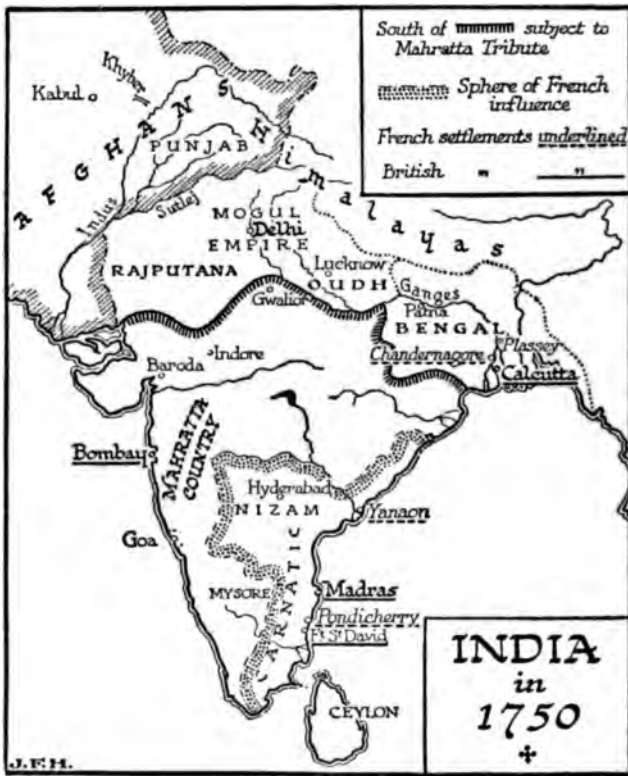 South of subject to
Mahratta Tribute
Sphere of French
influence
French settlements underlined
British " "
Khyber
Kabul
AFGHANS
PUNJAB
Himalayas
Indus
Sutlej
MOGUL
Delhi
EMPIRE
RAJPUTANA
Lucknow
OUDH
Gwalior
Ganges
Patna
BENGAL
Plassey
Chandernagore
Calcutta
Indore
Baroda
MAHRATTA
COUNTRY
Bombay
Hyderabad
NIZAM
Yanaon
Goa
CARNATIC
MYSORE
Madras
Pondicherry
Ft St David
CEYLON
INDIA
in
1750
J.F.H.